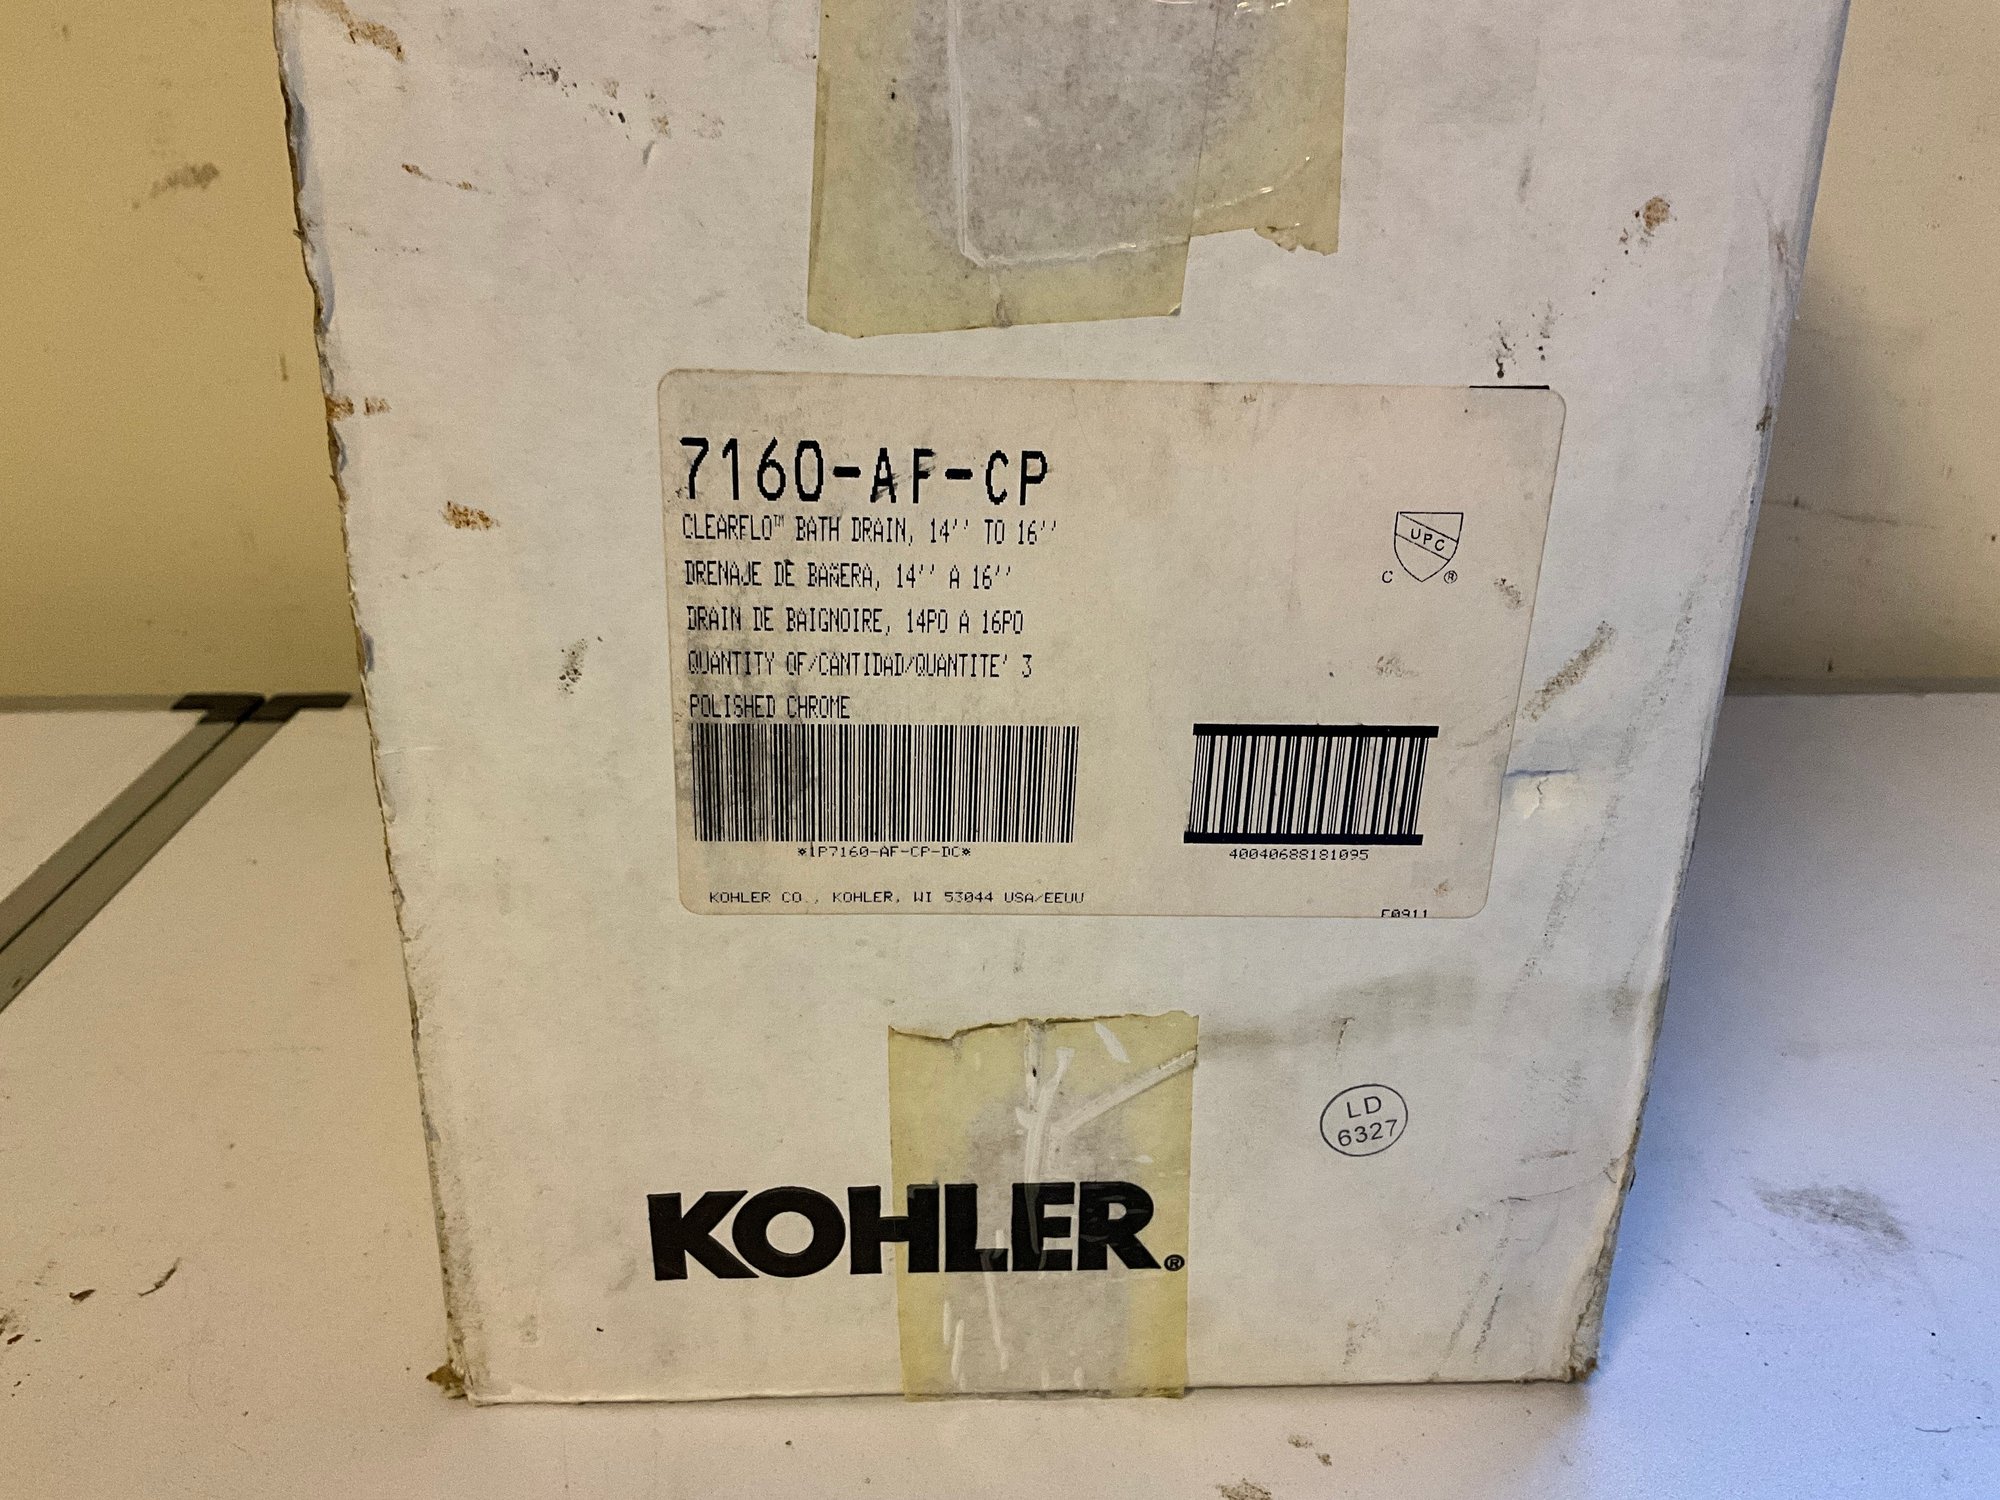 7160-AF-CP
CLEARFLO™ BATH DRAIN, 14'' TO 16''
DRENAJE DE BAÑERA, 14'' A 16''
DRAIN DE BAIGNOIRE, 14PO A 16PO
QUANTITY OF/CANTIDAD/QUANTITE' 3
POLISHED CHROME
*1P7160-AF-CP-DC*
40040688181095
KOHLER CO., KOHLER, WI 53044 USA/EEUU
UPC
C ®
LD
6327
KOHLER®